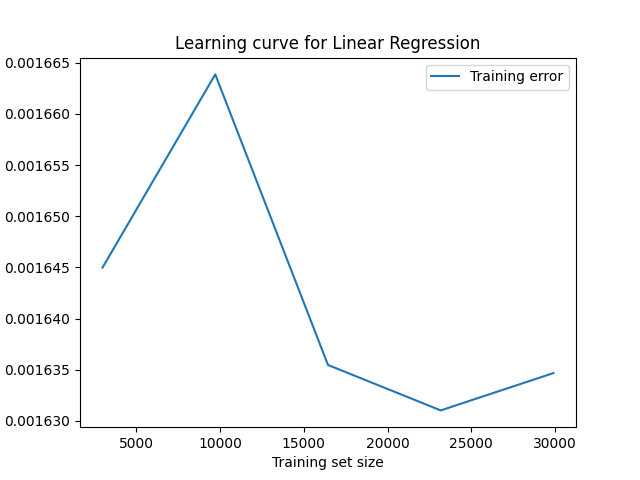 Learning curve for Linear Regression
Training error
0.001665
0.001660
0.001655
0.001650
0.001645
0.001640
0.001635
0.001630
5000 10000 15000 20000 25000 30000
Training set size